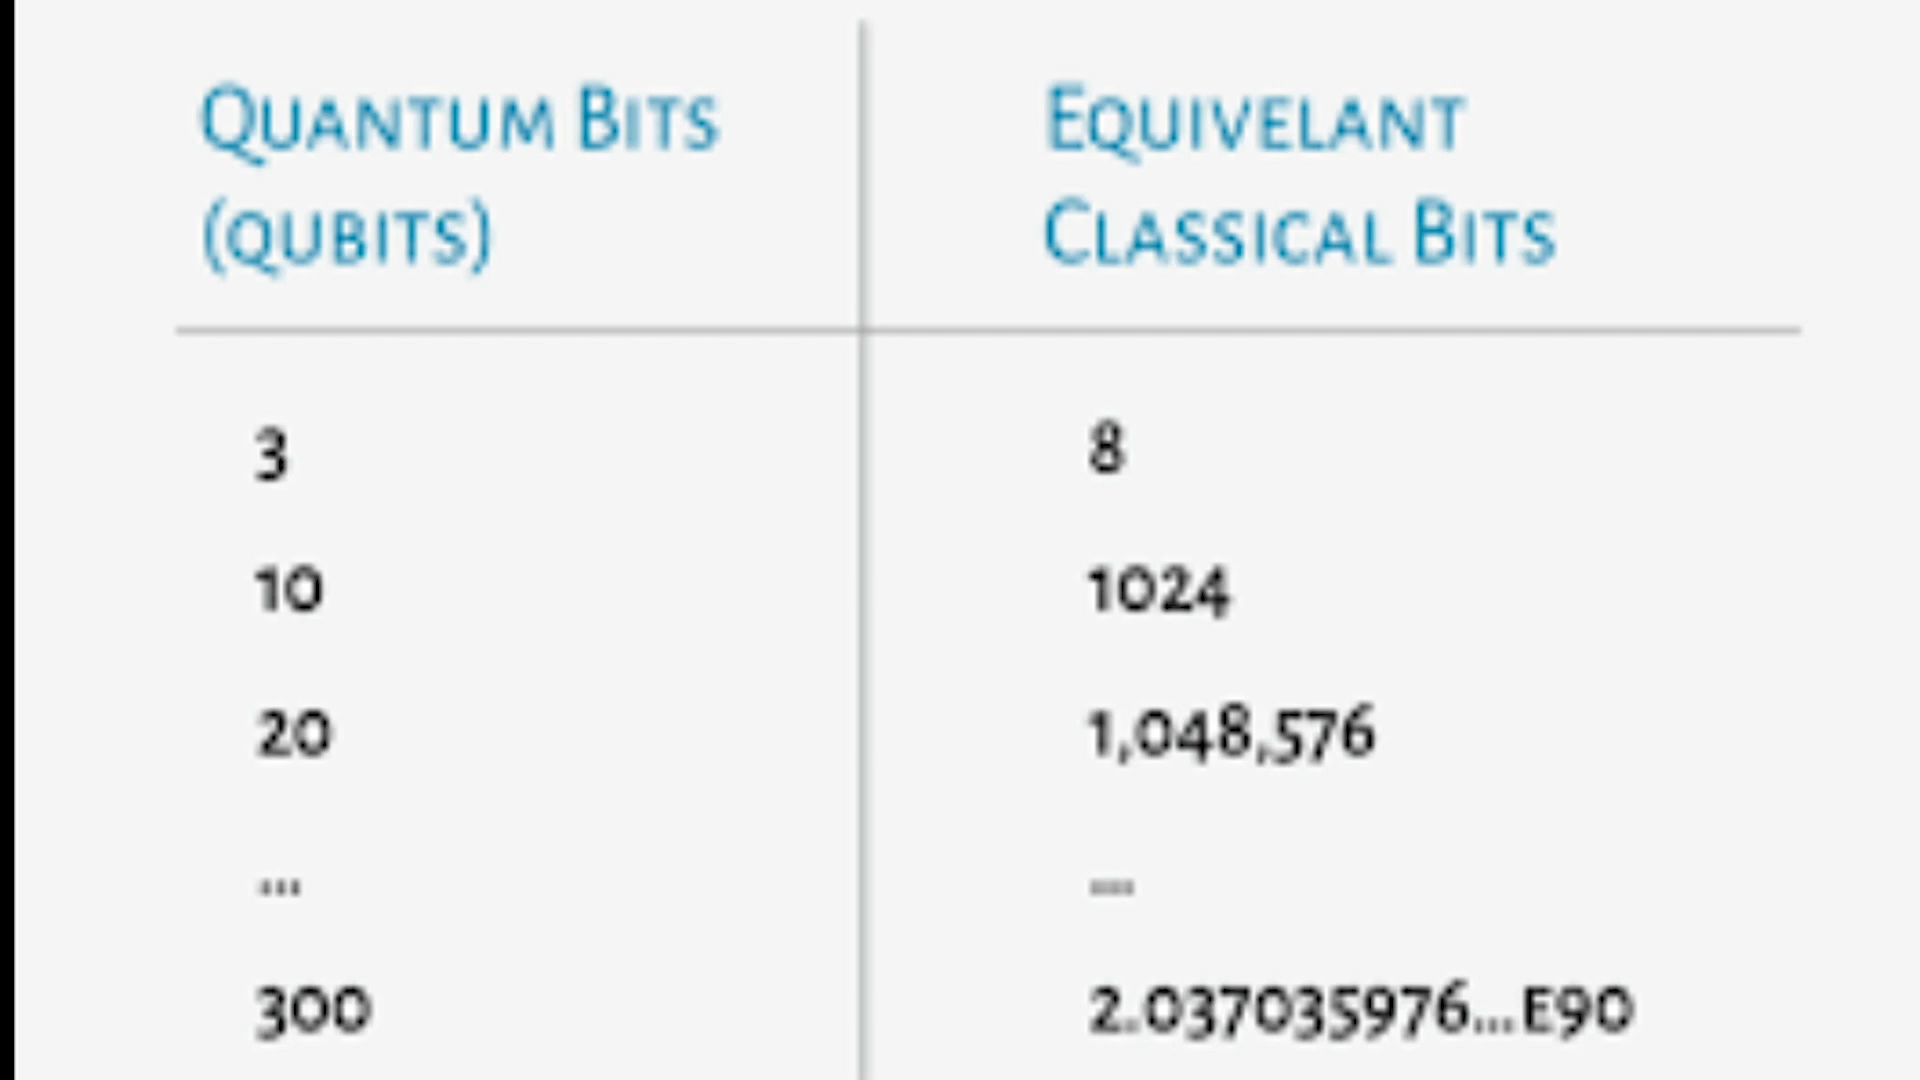 Quantum Bits
(qubits)
Equivelant
Classical Bits
3 8
10 1024
20 1,048,576
... ...
300 2.037035976...E90